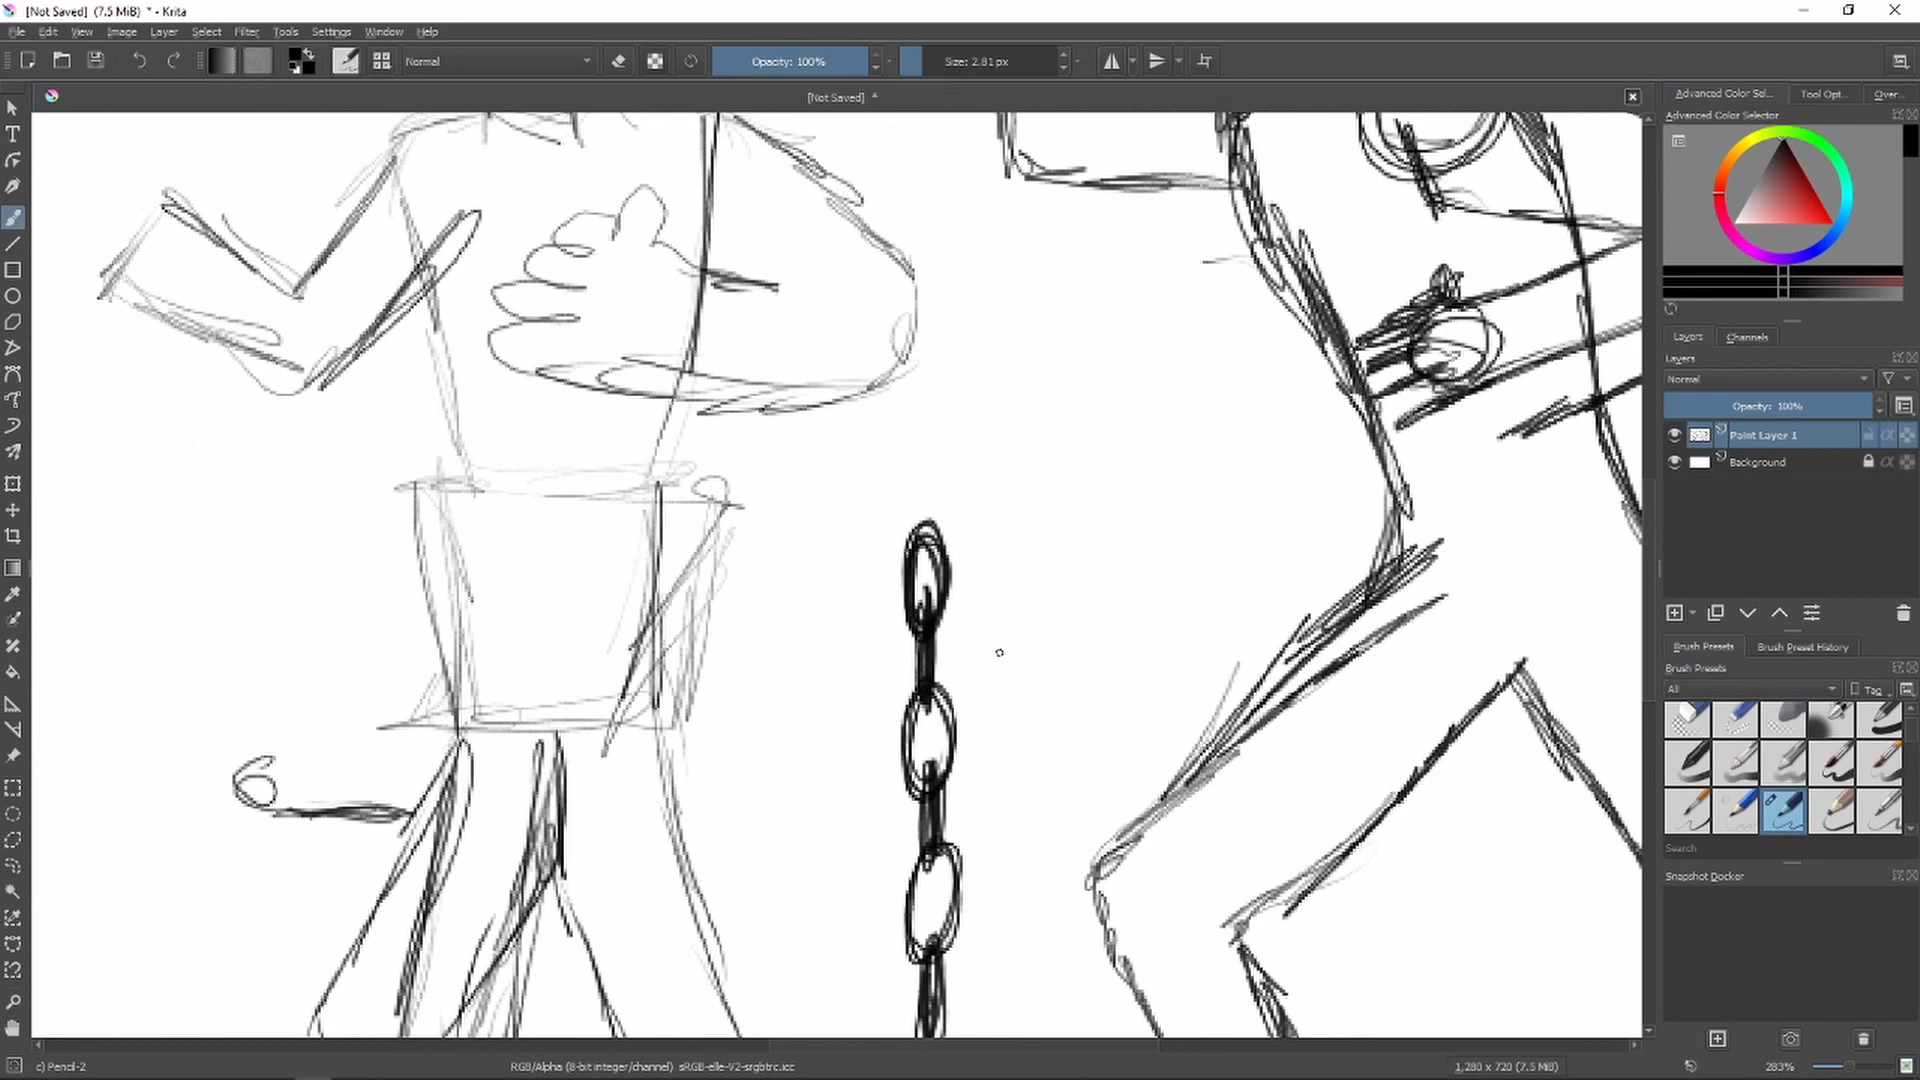 [Not Saved] (7.5 MiB) * - Krita
File Edit View Image Layer Select Filter Tools Settings Window Help
Normal Opacity: 100% Size: 2.81 px
[Not Saved] *
Advanced Color Sel... Tool Opt... Over...
Advanced Color Selector
Layers Channels
Layers
Normal
Opacity: 100%
Paint Layer 1
Background
Brush Presets Brush Preset History
Brush Presets
All Tag
Search
Snapshot Docker
c) Pencil-2 RGB/Alpha (8-bit integer/channel) sRGB-elle-V2-srgbtrc.icc 1,280 x 720 (7.5 MiB) 283%